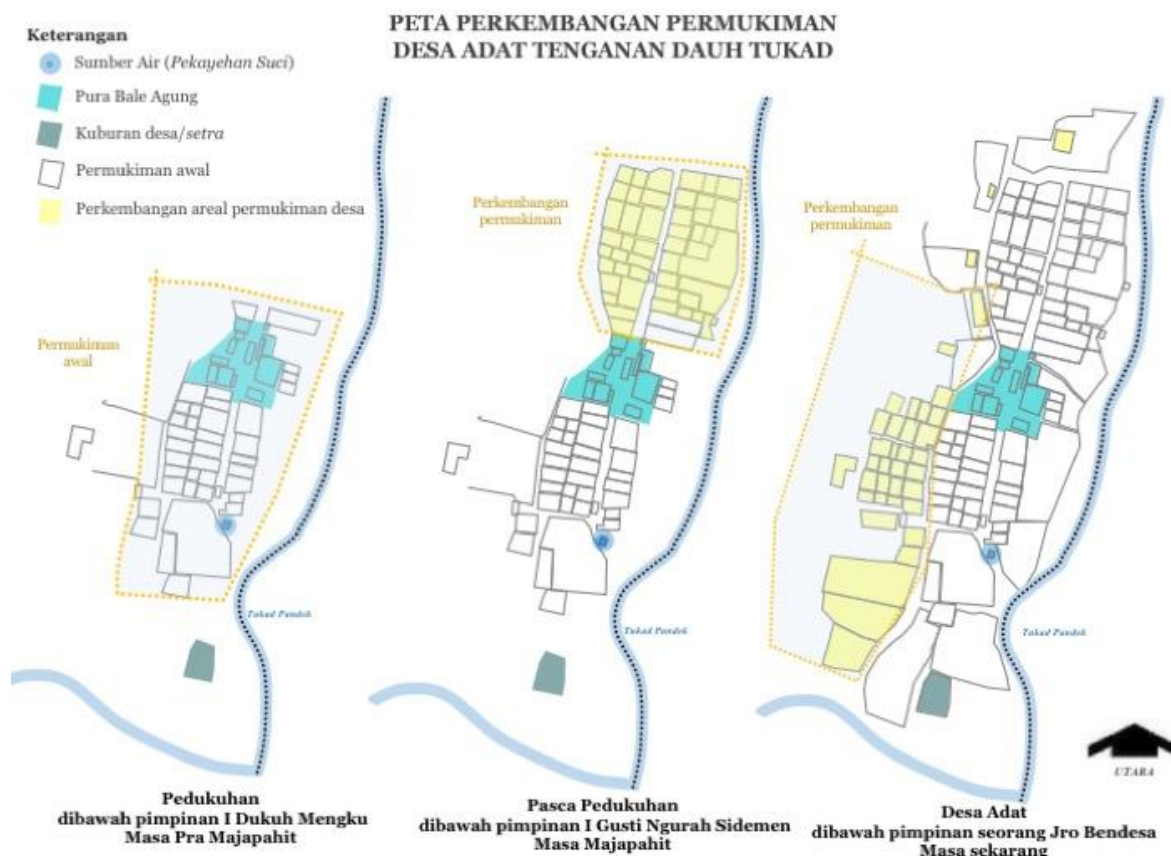 PETA PERKEMBANGAN PERMUKIMAN
DESA ADAT TENGANAN DAUH TUKAD
Keterangan
Sumber Air (Pekayehan Suci)
Pura Bale Agung
Kuburan desa/setra
Permukiman awal
Perkembangan areal permukiman desa
Permukiman
awal
Tukad Pandek
Pedukuhan
dibawah pimpinan I Dukuh Mengku
Masa Pra Majapahit
Perkembangan
permukiman
Tukad Pandek
Pasca Pedukuhan
dibawah pimpinan I Gusti Ngurah Sidemen
Masa Majapahit
Perkembangan
permukiman
Tukad Pandek
UTARA
Desa Adat
dibawah pimpinan seorang Jro Bendesa
Masa sekarang